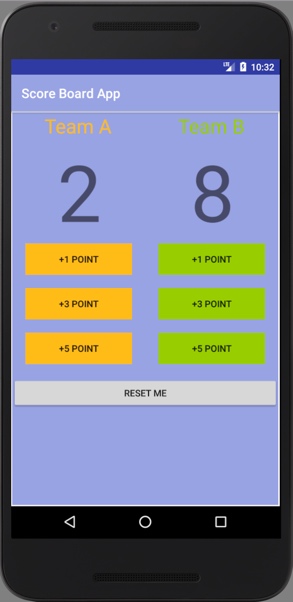 LTE 10:32
Score Board App
Team A Team B
2 8
+1 POINT +1 POINT
+3 POINT +3 POINT
+5 POINT +5 POINT
RESET ME